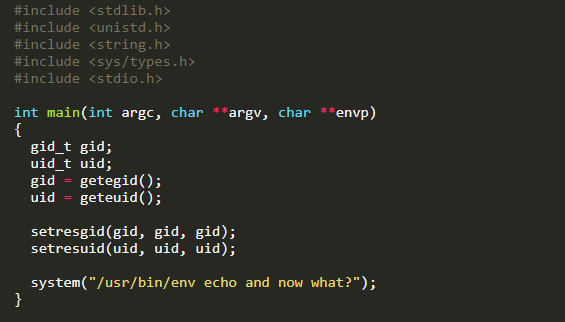 #include <stdlib.h>
#include <unistd.h>
#include <string.h>
#include <sys/types.h>
#include <stdio.h>

int main(int argc, char **argv, char **envp)
{
  gid_t gid;
  uid_t uid;
  gid = getegid();
  uid = geteuid();

  setresgid(gid, gid, gid);
  setresuid(uid, uid, uid);

  system("/usr/bin/env echo and now what?");
}